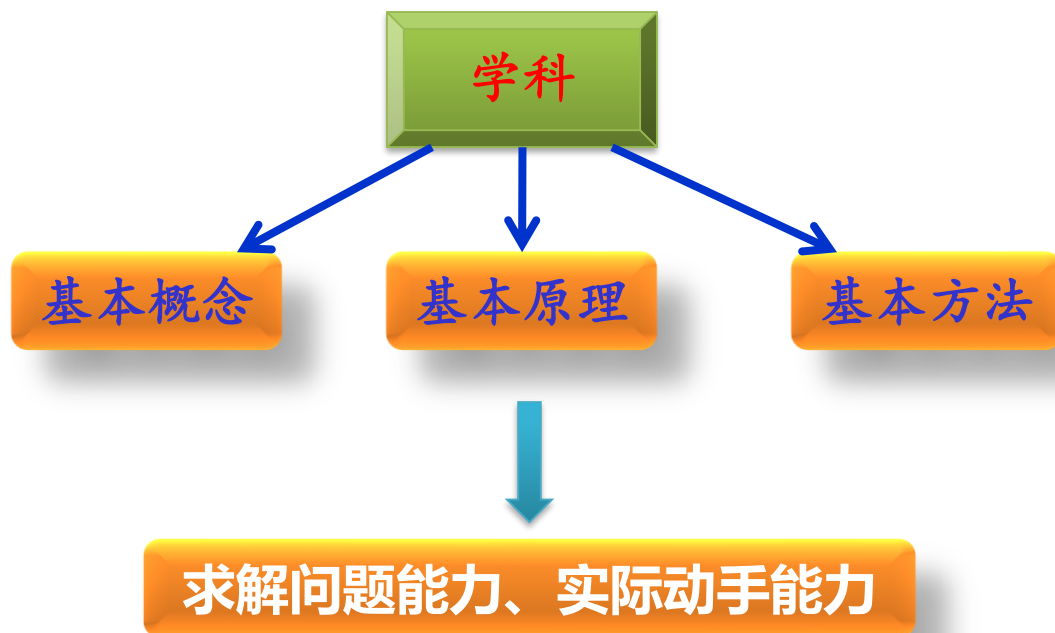 学科
基本概念
基本原理
基本方法
求解问题能力、实际动手能力